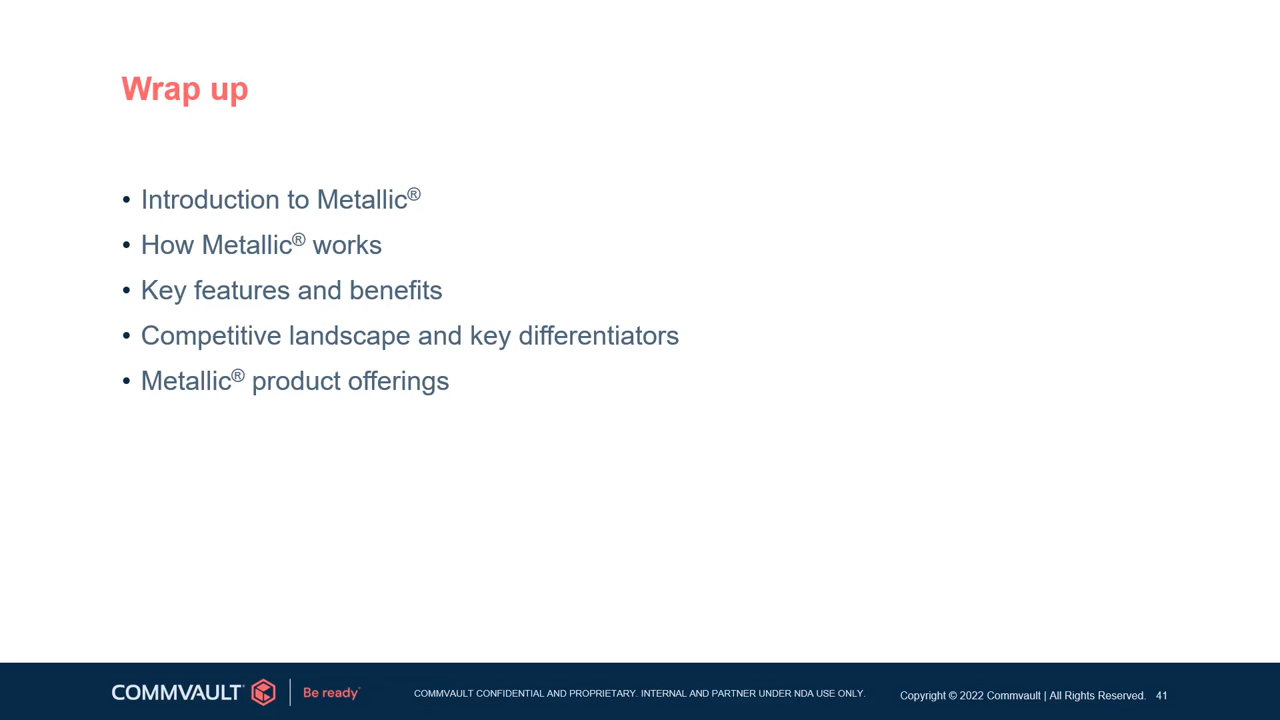 Wrap up
• Introduction to Metallic®
• How Metallic® works
• Key features and benefits
• Competitive landscape and key differentiators
• Metallic® product offerings
COMMVAULT Be ready COMMVAULT CONFIDENTIAL AND PROPRIETARY. INTERNAL AND PARTNER UNDER NDA USE ONLY. Copyright © 2022 Commvault | All Rights Reserved. 41